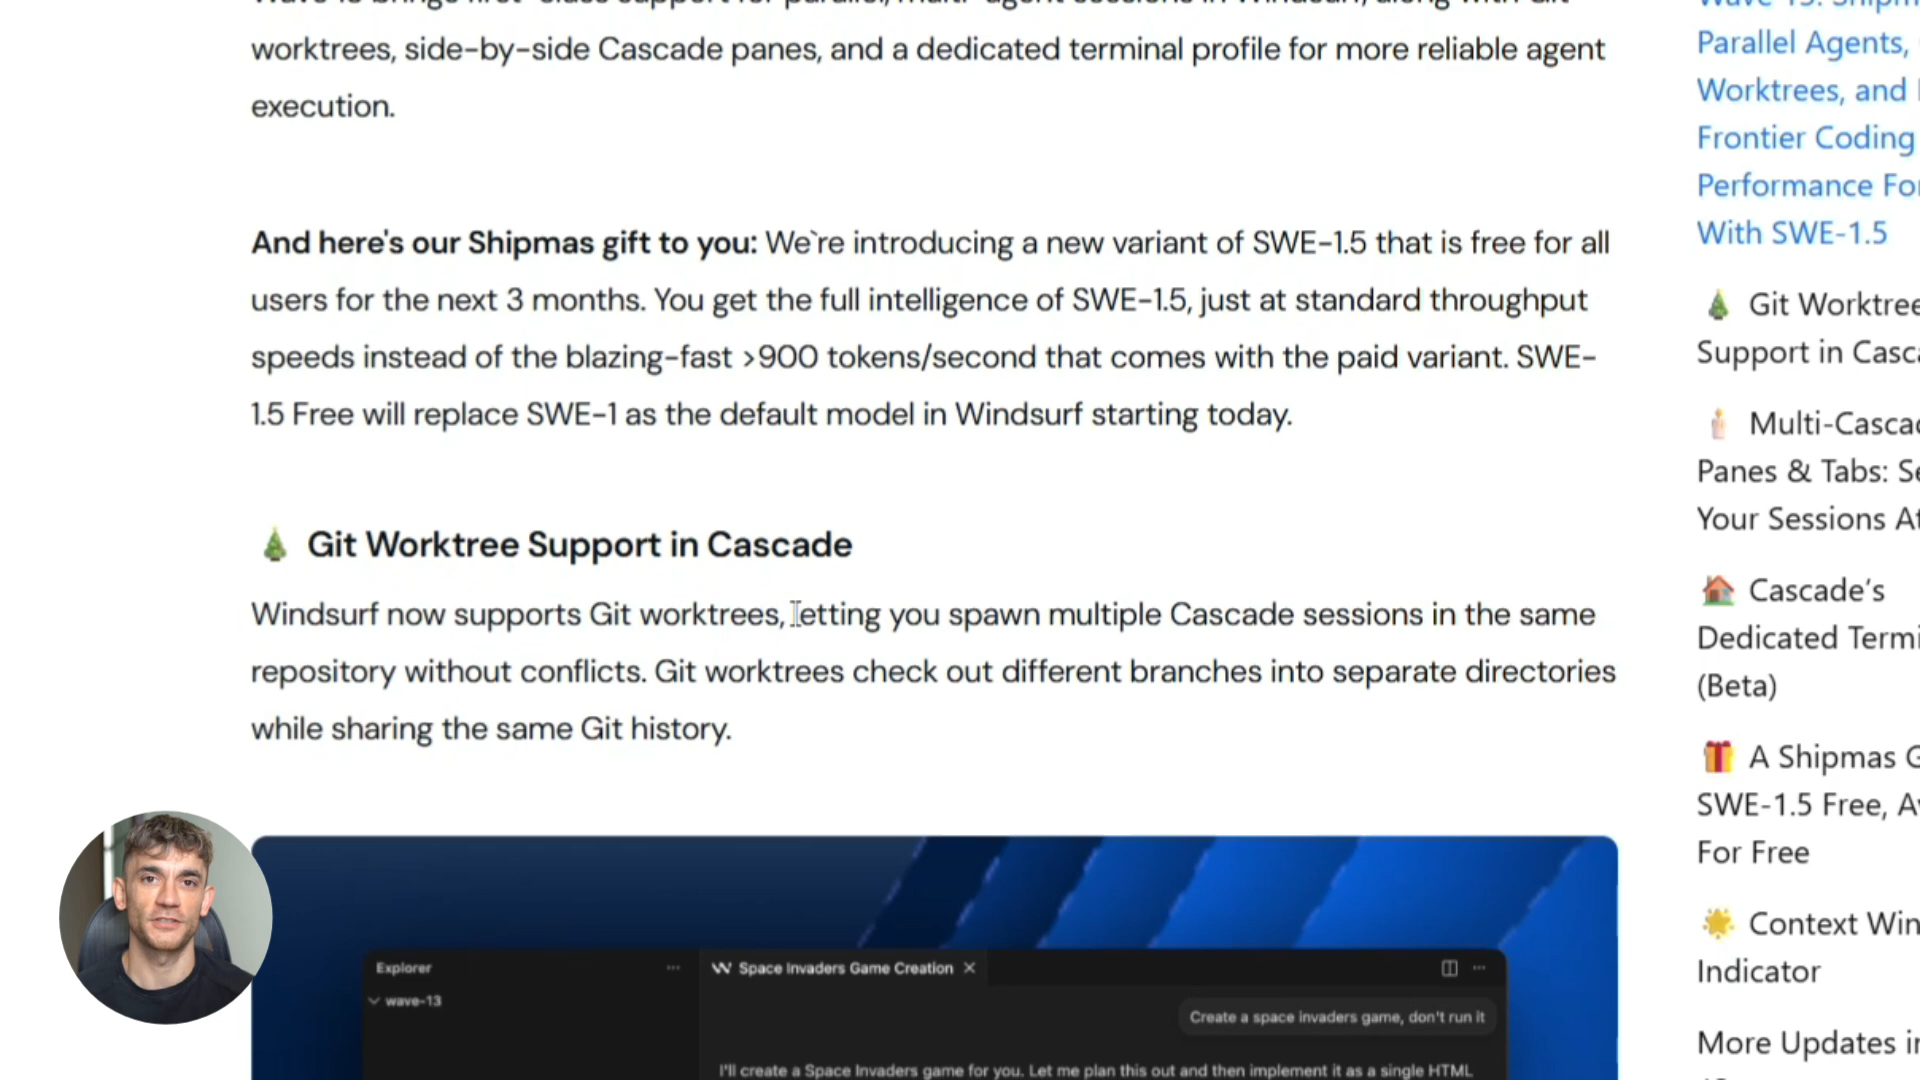 worktrees, side-by-side Cascade panes, and a dedicated terminal profile for more reliable agent
execution.
And here's our Shipmas gift to you: We`re introducing a new variant of SWE-1.5 that is free for all
users for the next 3 months. You get the full intelligence of SWE-1.5, just at standard throughput
speeds instead of the blazing-fast >900 tokens/second that comes with the paid variant. SWE-
1.5 Free will replace SWE-1 as the default model in Windsurf starting today.
🎄 Git Worktree Support in Cascade
Windsurf now supports Git worktrees, letting you spawn multiple Cascade sessions in the same
repository without conflicts. Git worktrees check out different branches into separate directories
while sharing the same Git history.
Explorer
wave-13
Space Invaders Game Creation
Create a space invaders game, don't run it
I'll create a Space Invaders game for you. Let me plan this out and then implement it as a single HTML
Parallel Agents,
Worktrees, and
Frontier Coding
Performance
With SWE-1.5
🎄 Git
Support in
🕯️
Panes & Tabs:
Your Sessions
🏠 Cascade's
Dedicated
(Beta)
🎁 A Shipmas
SWE-1.5 Free,
For Free
🌟 Context
Indicator
More Updates